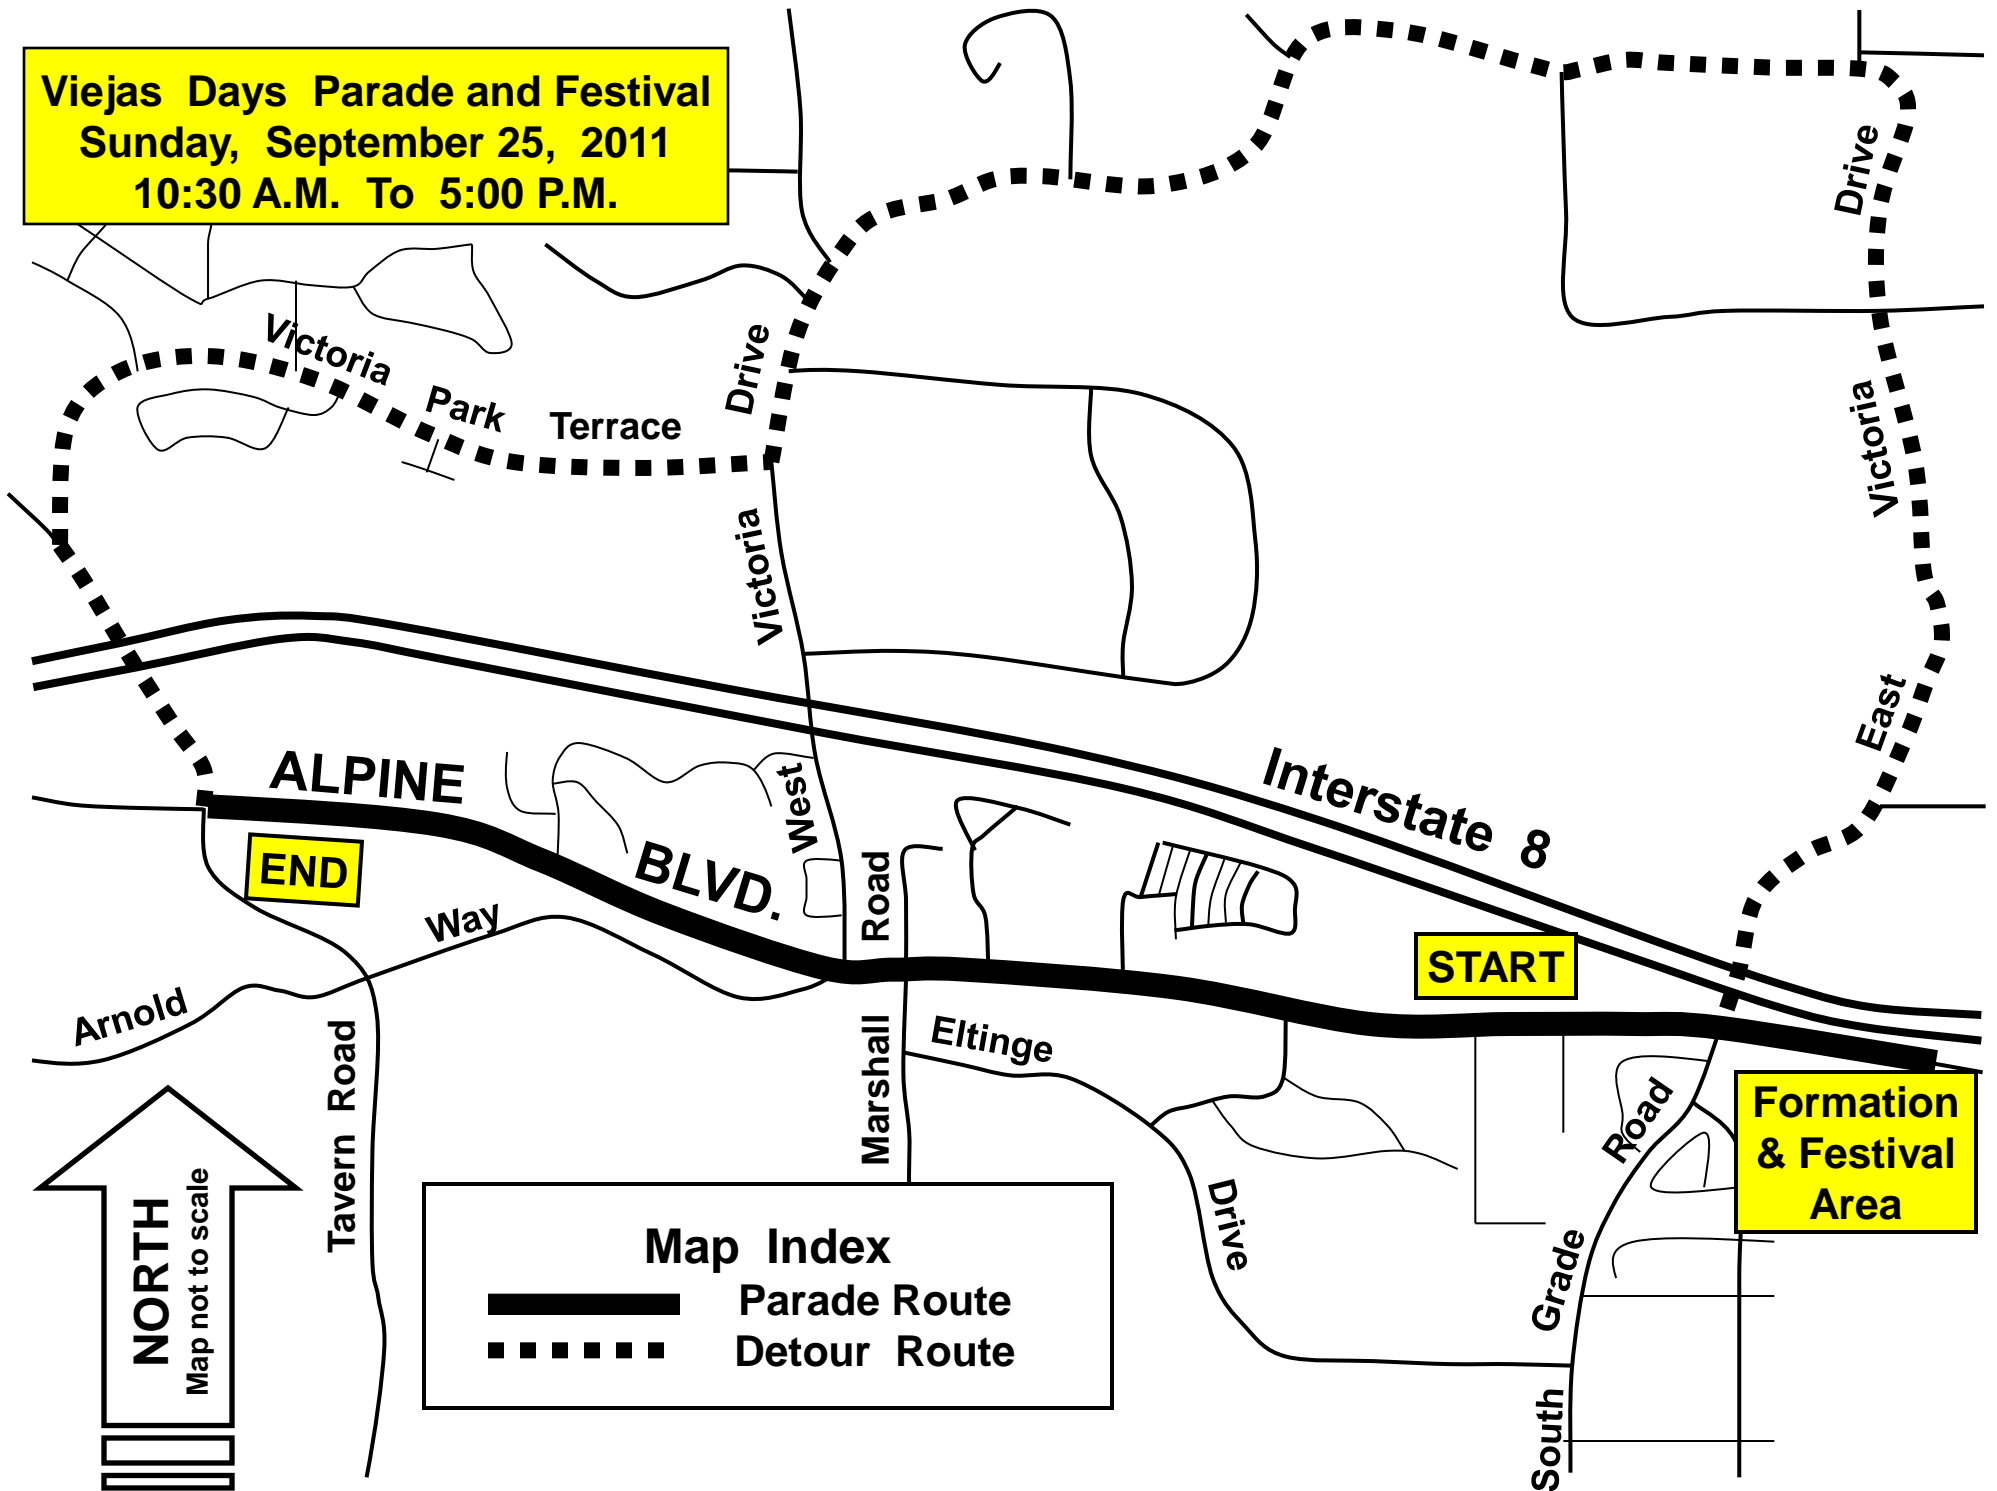 Viejas Days Parade and Festival
Sunday, September 25, 2011
10:30 A.M. To 5:00 P.M.
Victoria Park Terrace
Drive
Victoria
West
Drive
Victoria
East
ALPINE
BLVD.
Interstate 8
END
START
Way
Arnold
Road
Marshall
Eltinge
Drive
Tavern Road
Road
Grade
South
Formation
& Festival
Area
NORTH
Map not to scale
Map Index
Parade Route
Detour Route